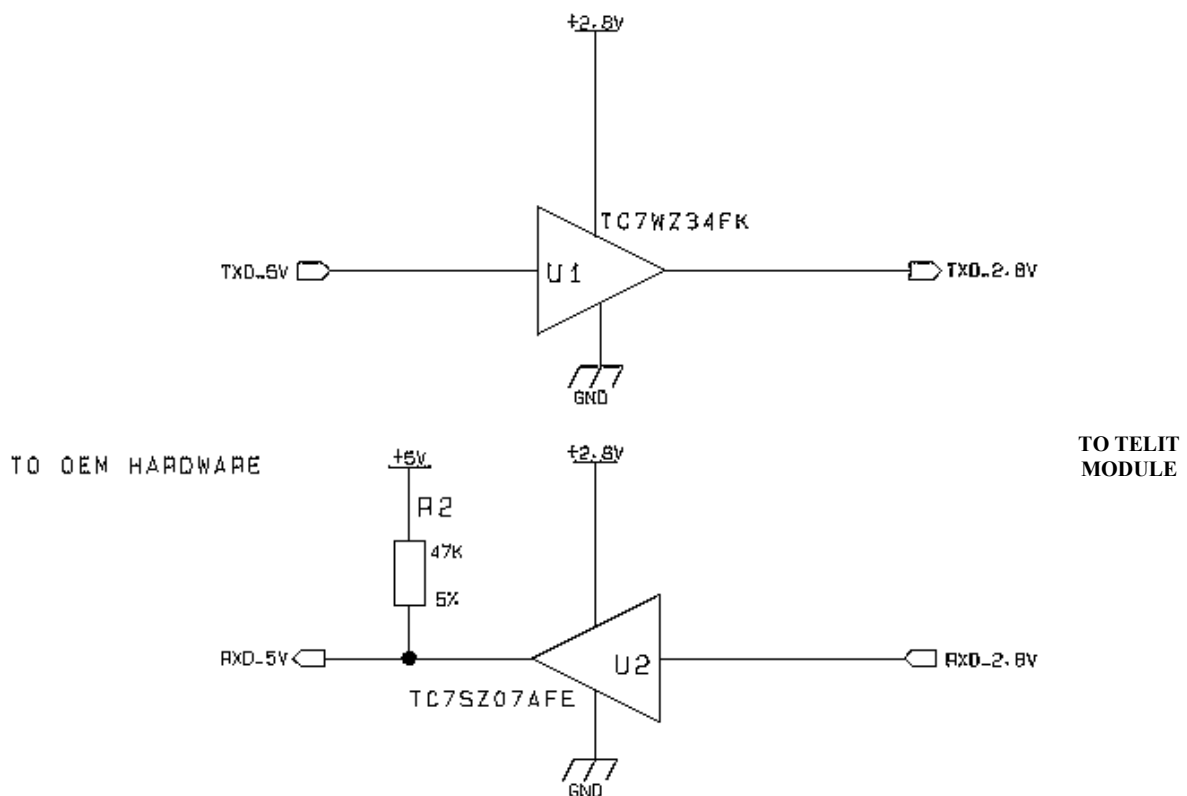 +2.8V
TC7WZ34FK
TXD_5V
U1
TXD_2.8V
GND
TO OEM HARDWARE
TO TELIT
MODULE
+5V
+2.8V
R2
47K
5%
RXD_5V
U2
RXD_2.8V
TC7SZ07AFE
GND